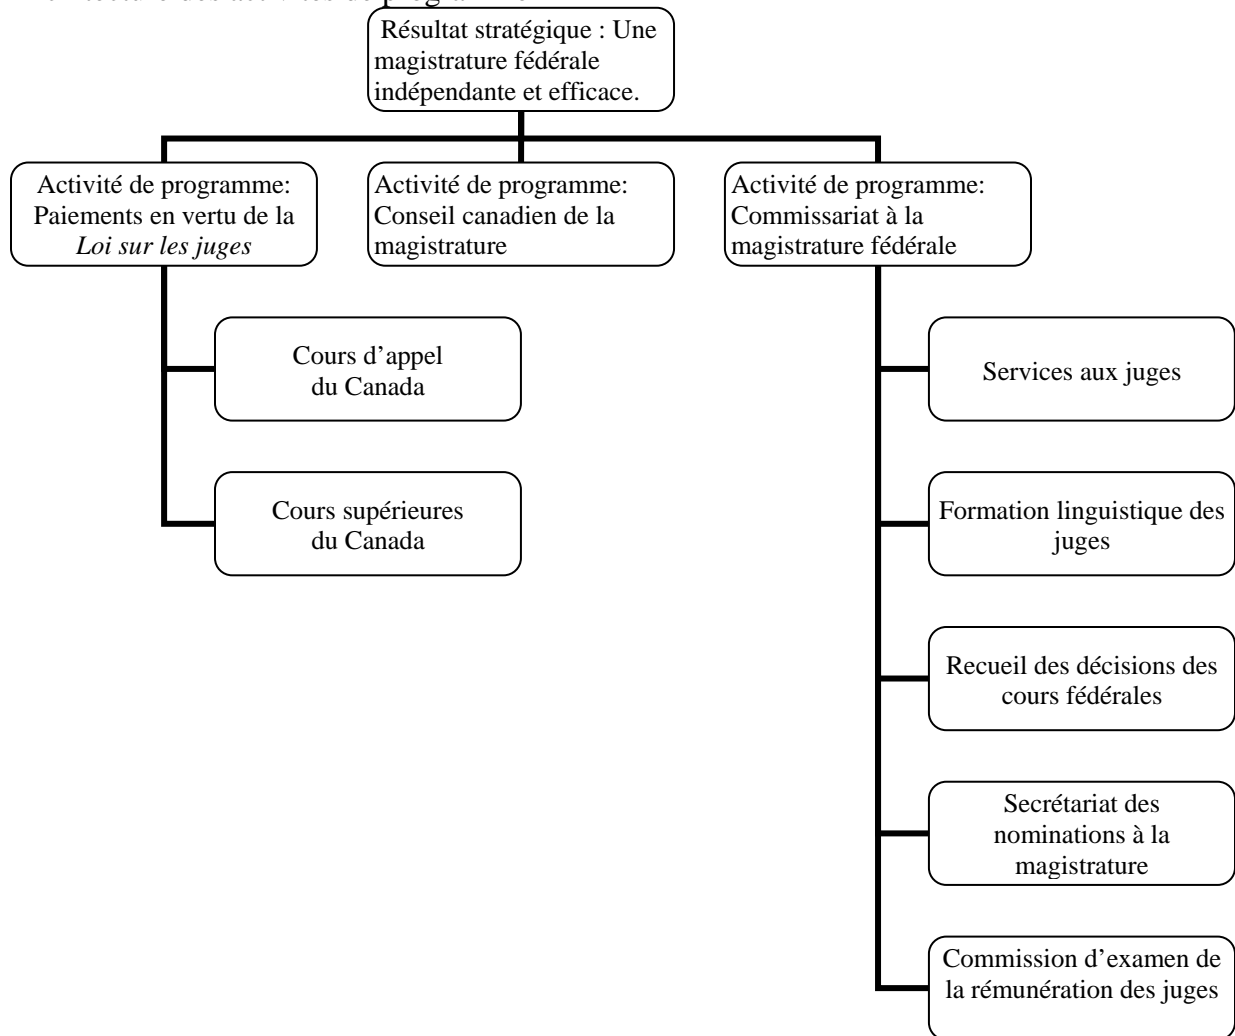 Résultat stratégique : Une
magistrature fédérale
indépendante et efficace.
Activité de programme:
Paiements en vertu de la
Loi sur les juges
Activité de programme:
Conseil canadien de la
magistrature
Activité de programme:
Commissariat à la
magistrature fédérale
Cours d’appel
du Canada
Cours supérieures
du Canada
Services aux juges
Formation linguistique des
juges
Recueil des décisions des
cours fédérales
Secrétariat des
nominations à la
magistrature
Commission d’examen de
la rémunération des juges